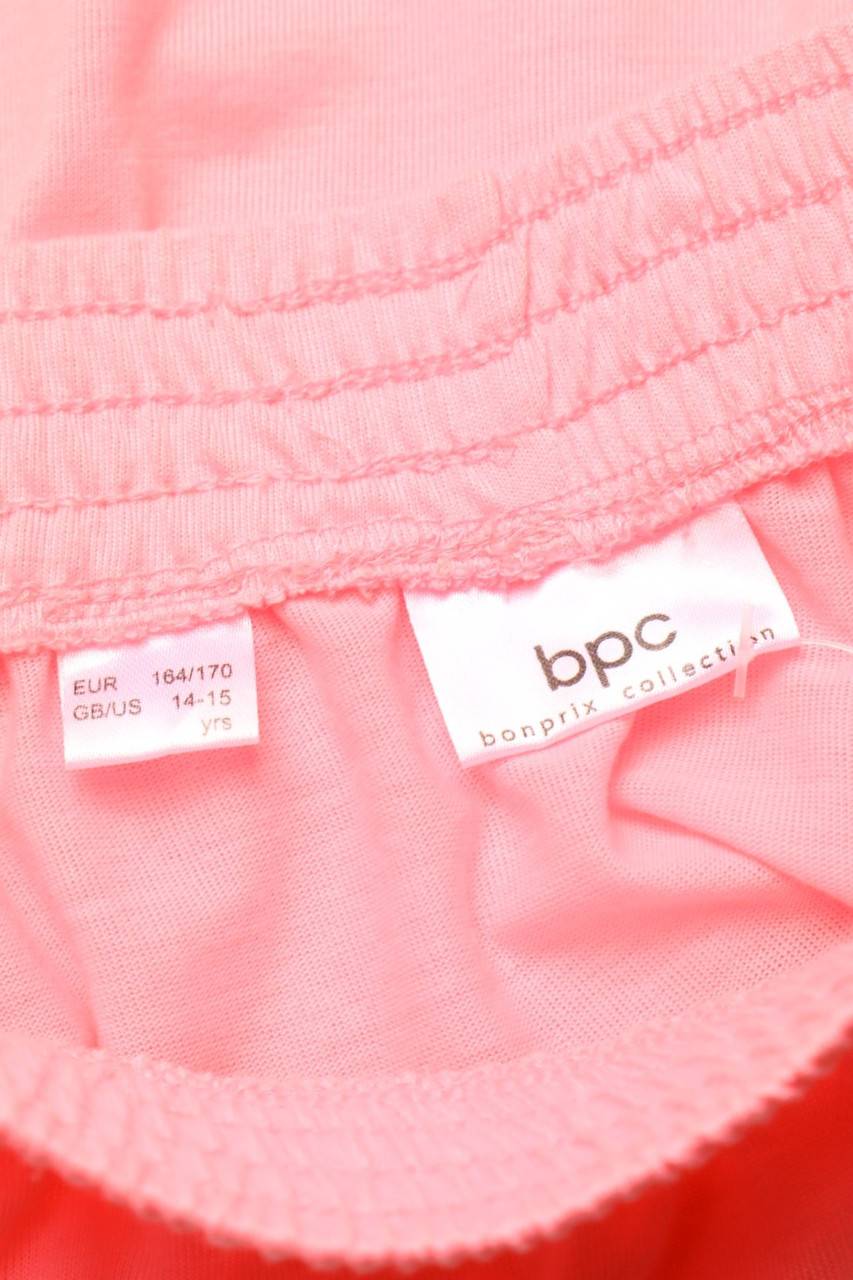 EUR 164/170
GB/US 14-15
yrs
bpc
bonprix collection